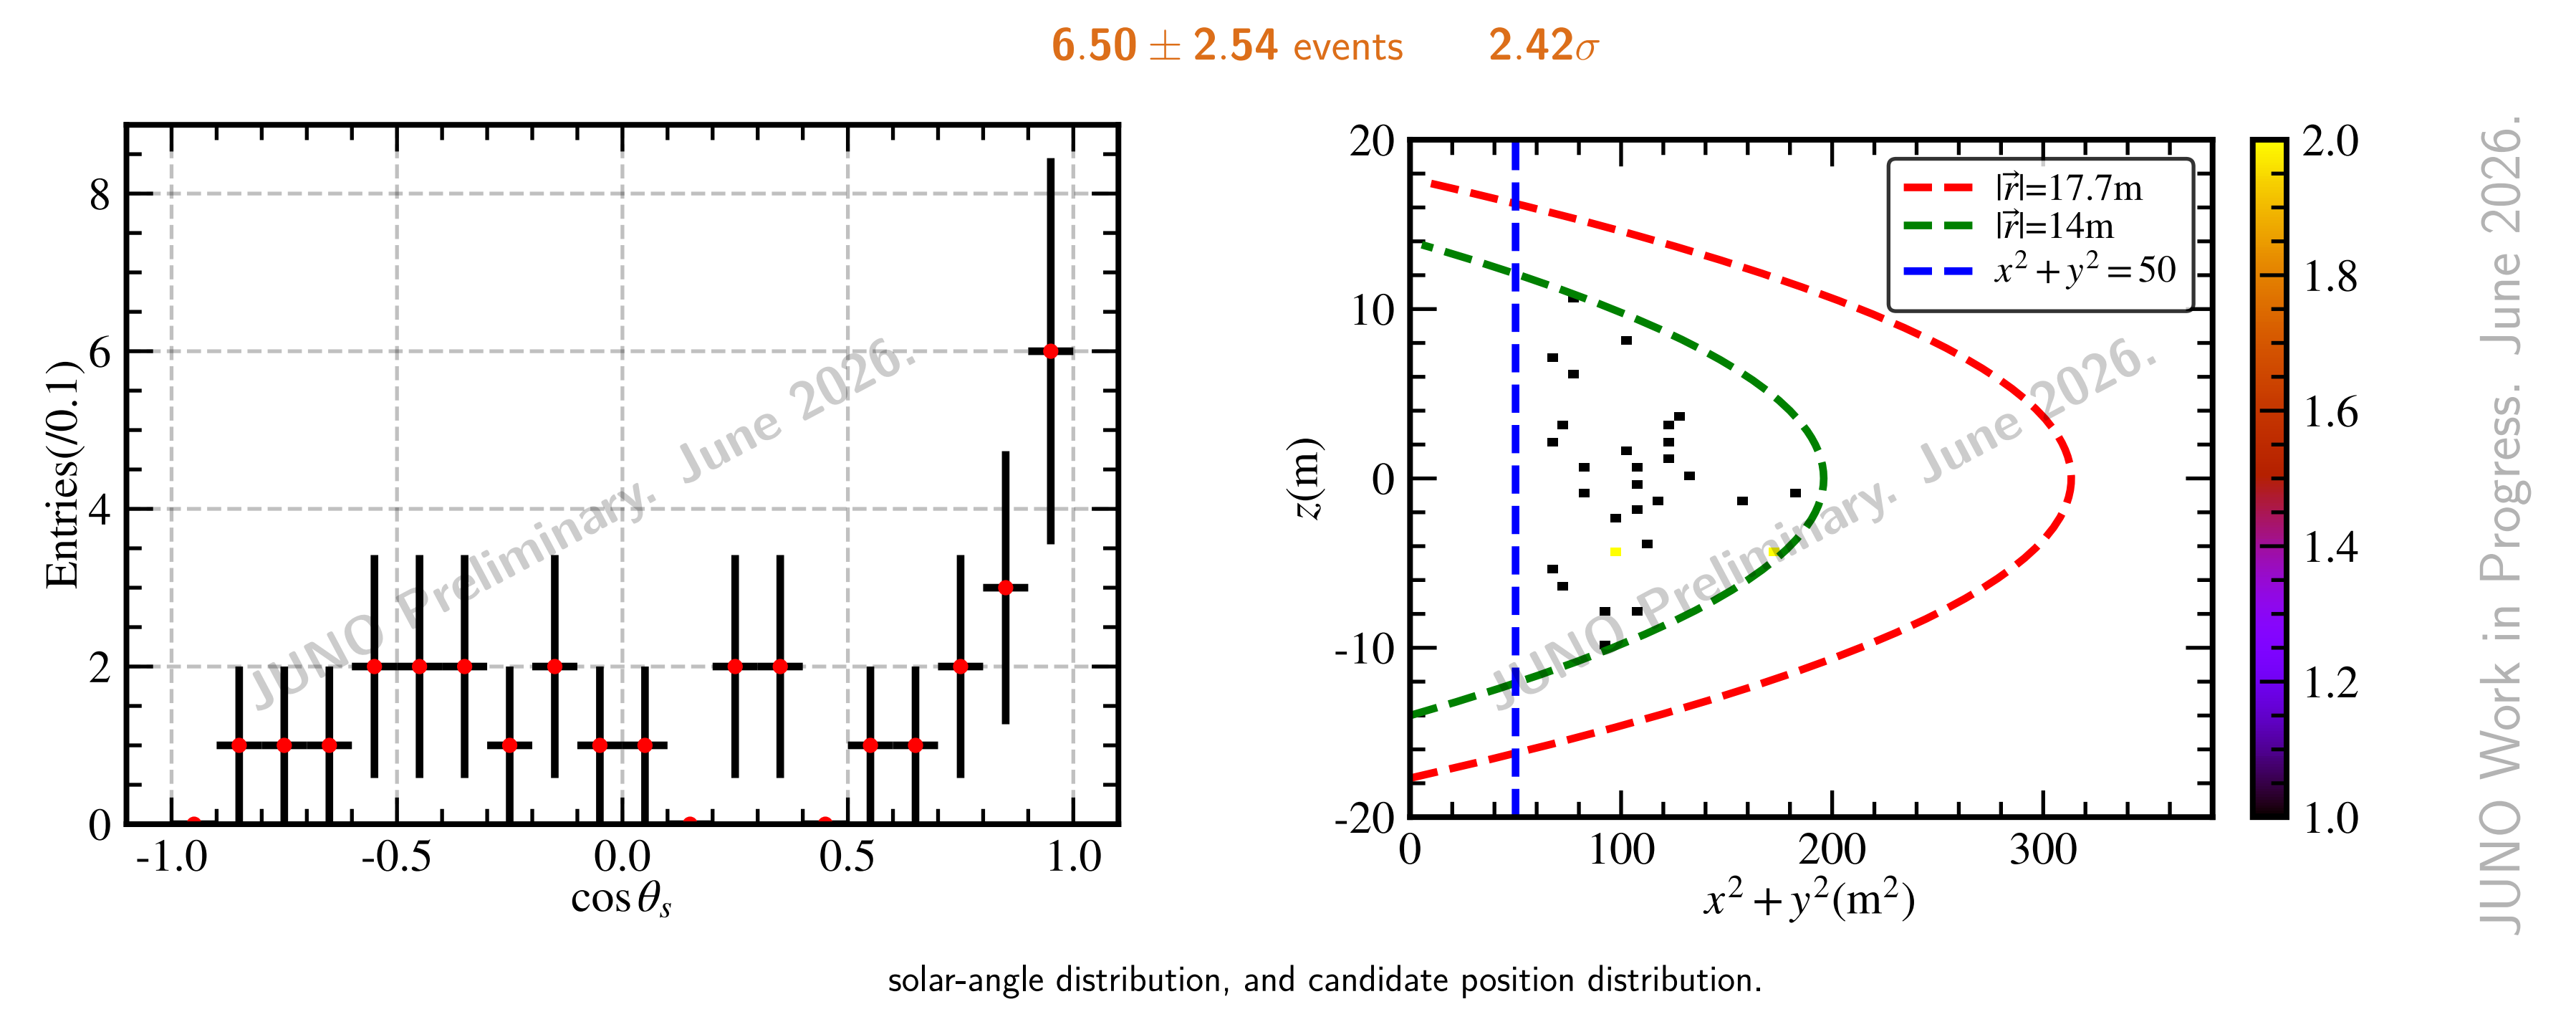 6.50 ± 2.54 events 2.42σ
8
6
4
2
0
-1.0 -0.5 0.0 0.5 1.0
cos θₛ
Entries(/0.1)
JUNO Preliminary. June 2026.
20
10
0
-10
-20
0 100 200 300
x² + y²(m²)
z(m)
|r⃗|=17.7m
|r⃗|=14m
x² + y² = 50
JUNO Preliminary. June 2026.
2.0
1.8
1.6
1.4
1.2
1.0
JUNO Work in Progress. June 2026.
solar-angle distribution, and candidate position distribution.